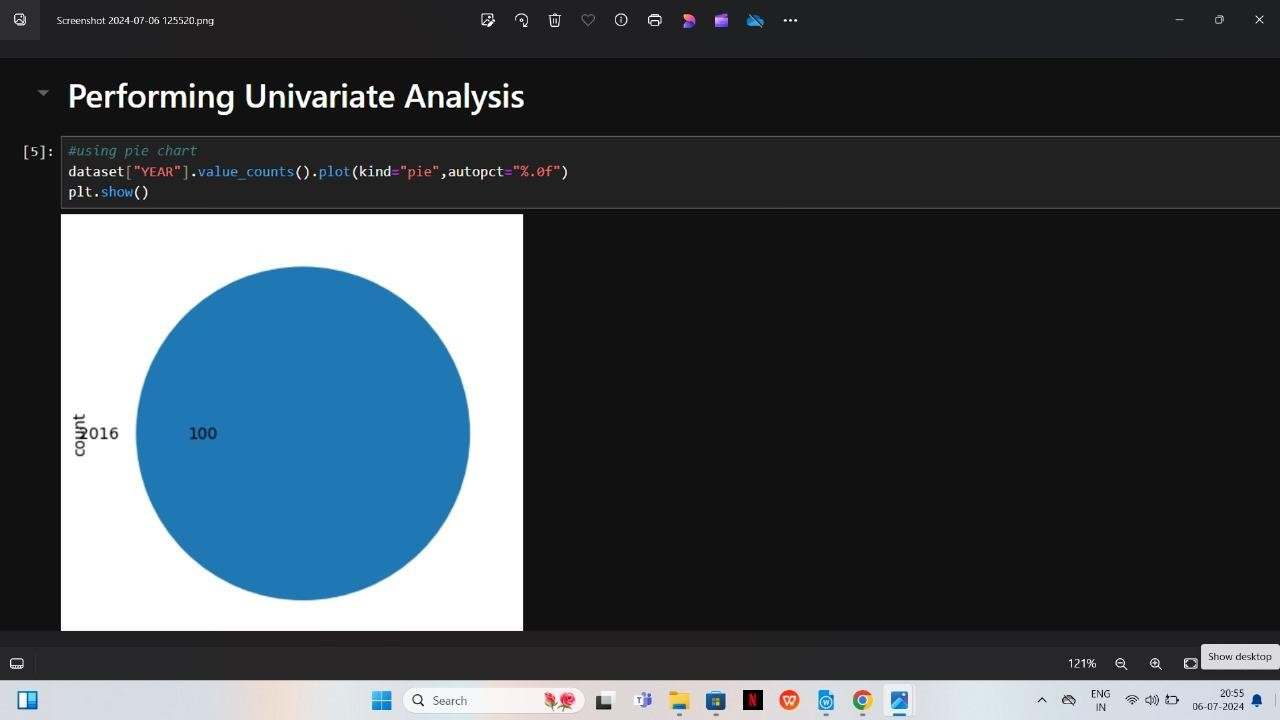 Screenshot 2024-07-06 125520.png
Performing Univariate Analysis
[5]:
#using pie chart
dataset["YEAR"].value_counts().plot(kind="pie",autopct="%.0f")
plt.show()
count
2016
100
121%
Show desktop
Search
ENG
IN
20:55
06-07-2024